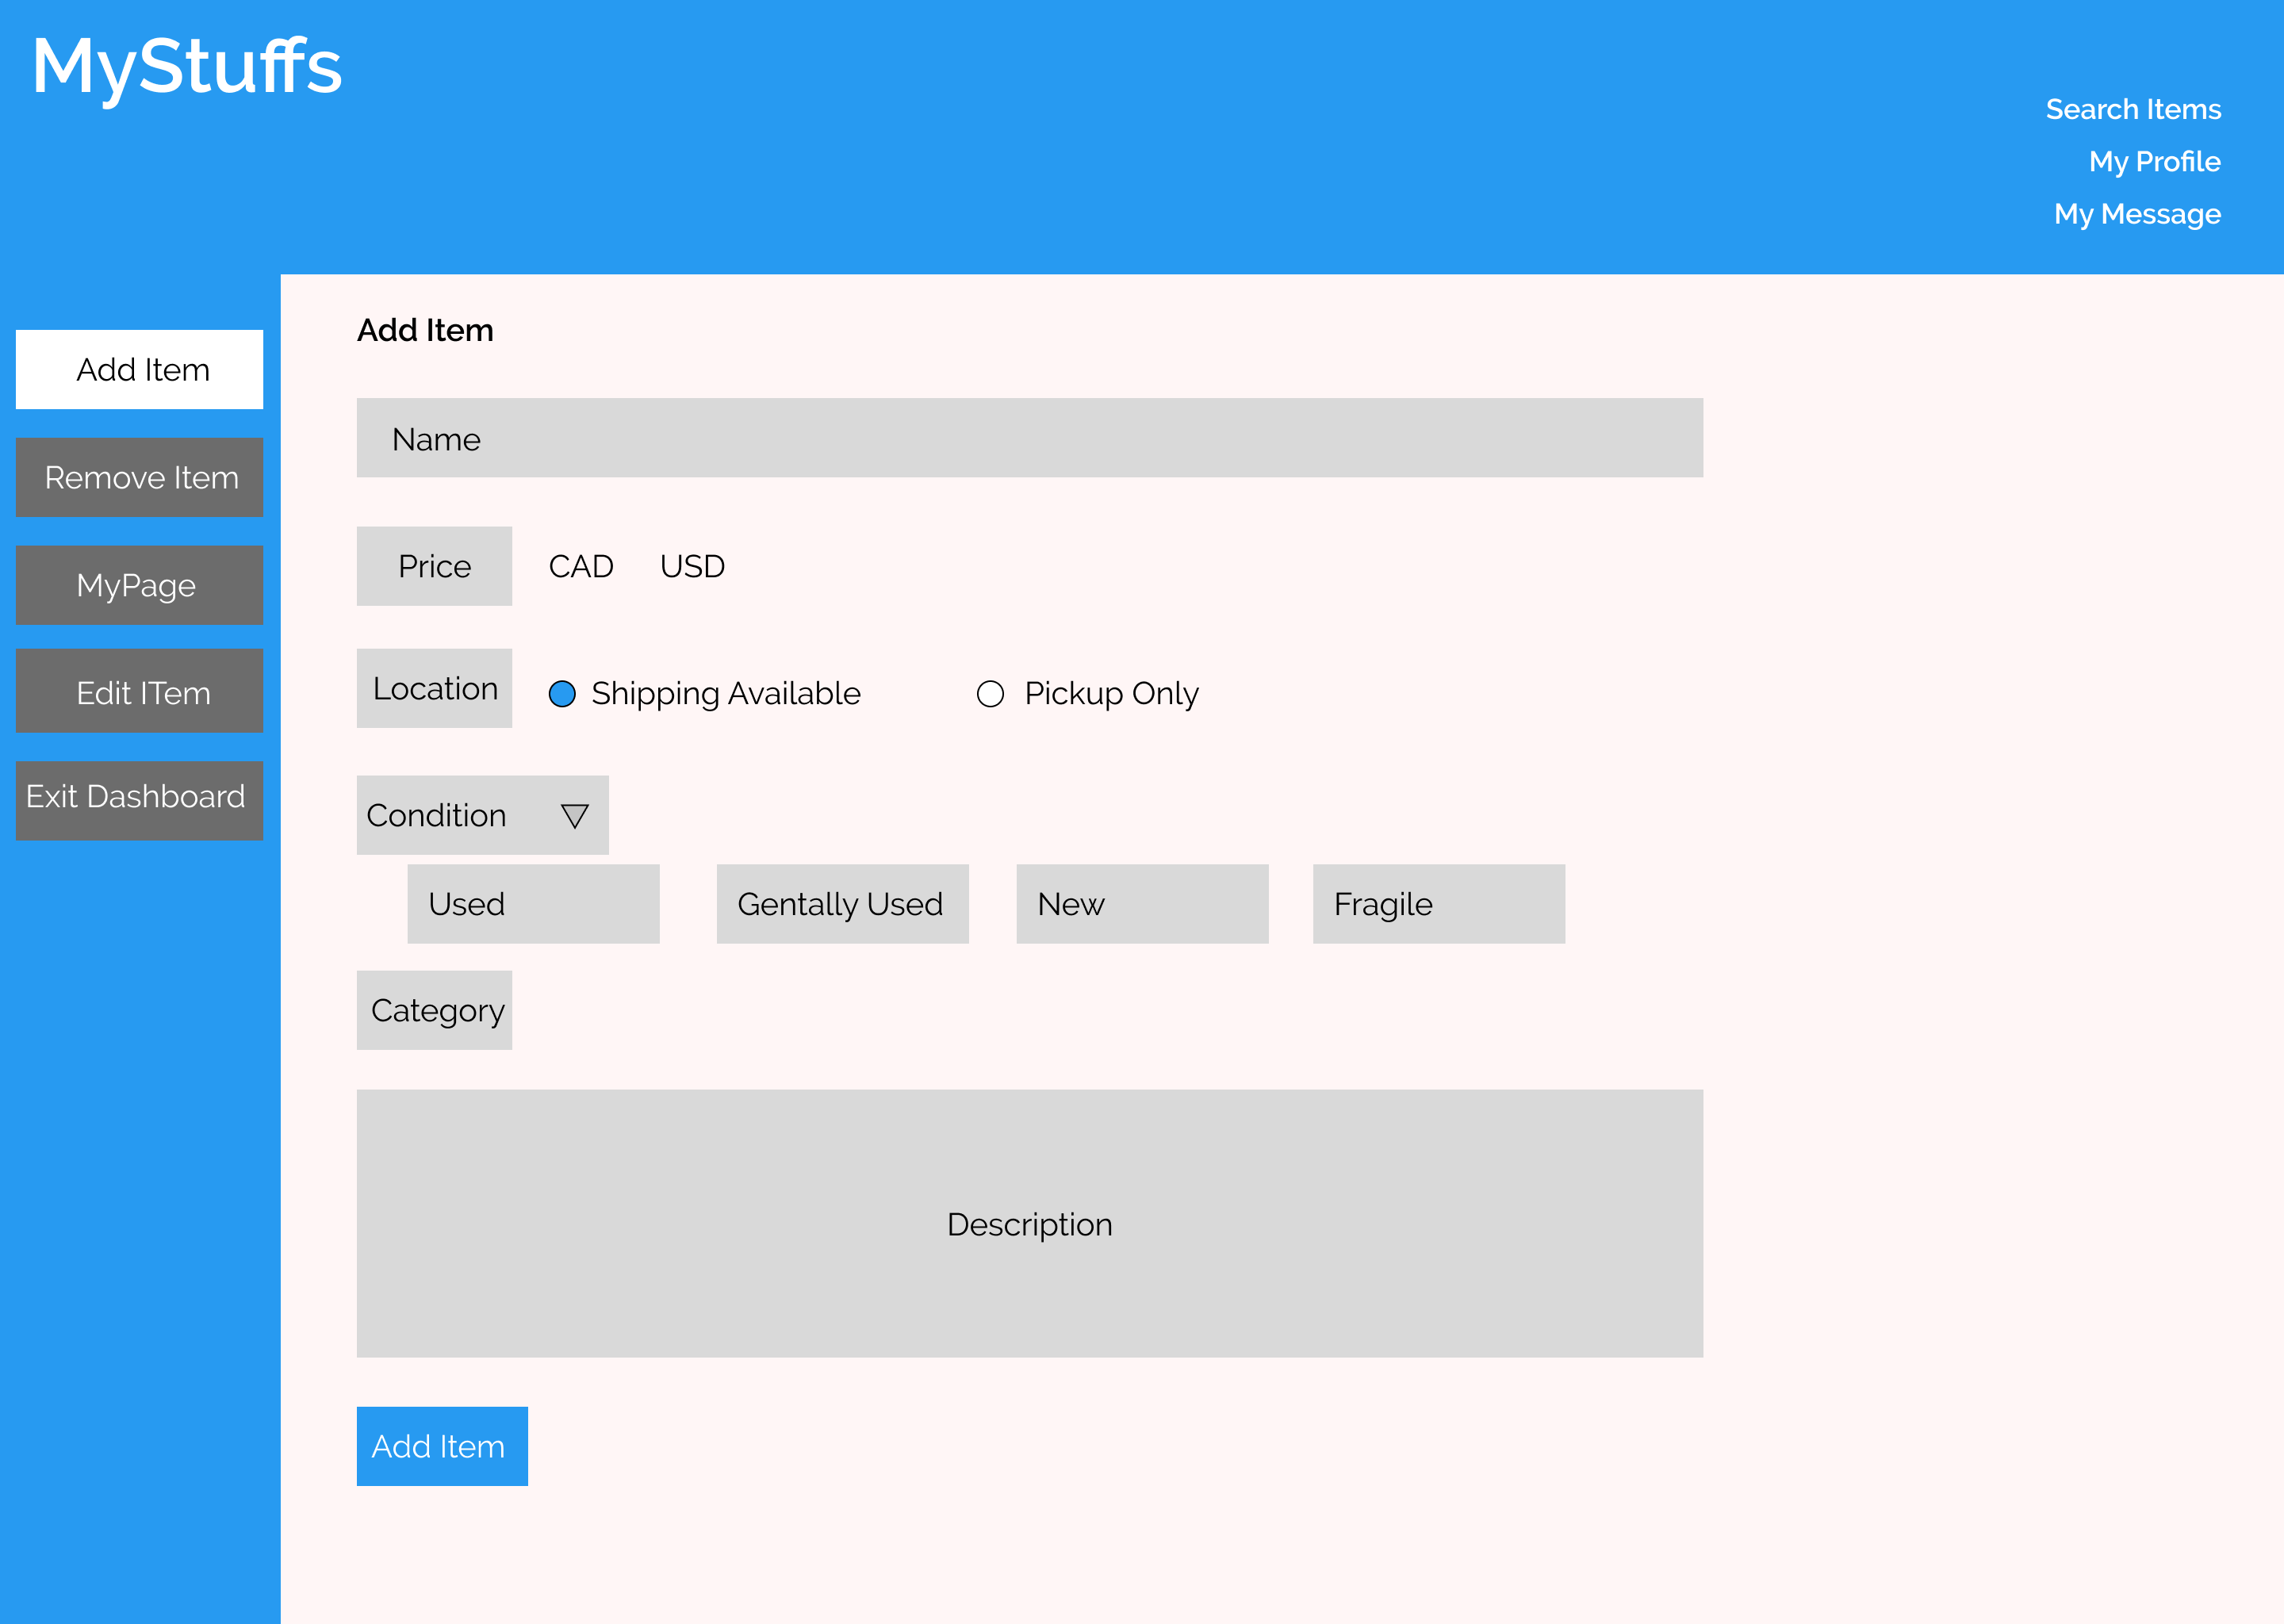 MyStuffs
Search Items
My Profile
My Message
Add Item
Remove Item
MyPage
Edit ITem
Exit Dashboard
Add Item
Name
Price CAD USD
Location Shipping Available Pickup Only
Condition
Used Gentally Used New Fragile
Category
Description
Add Item